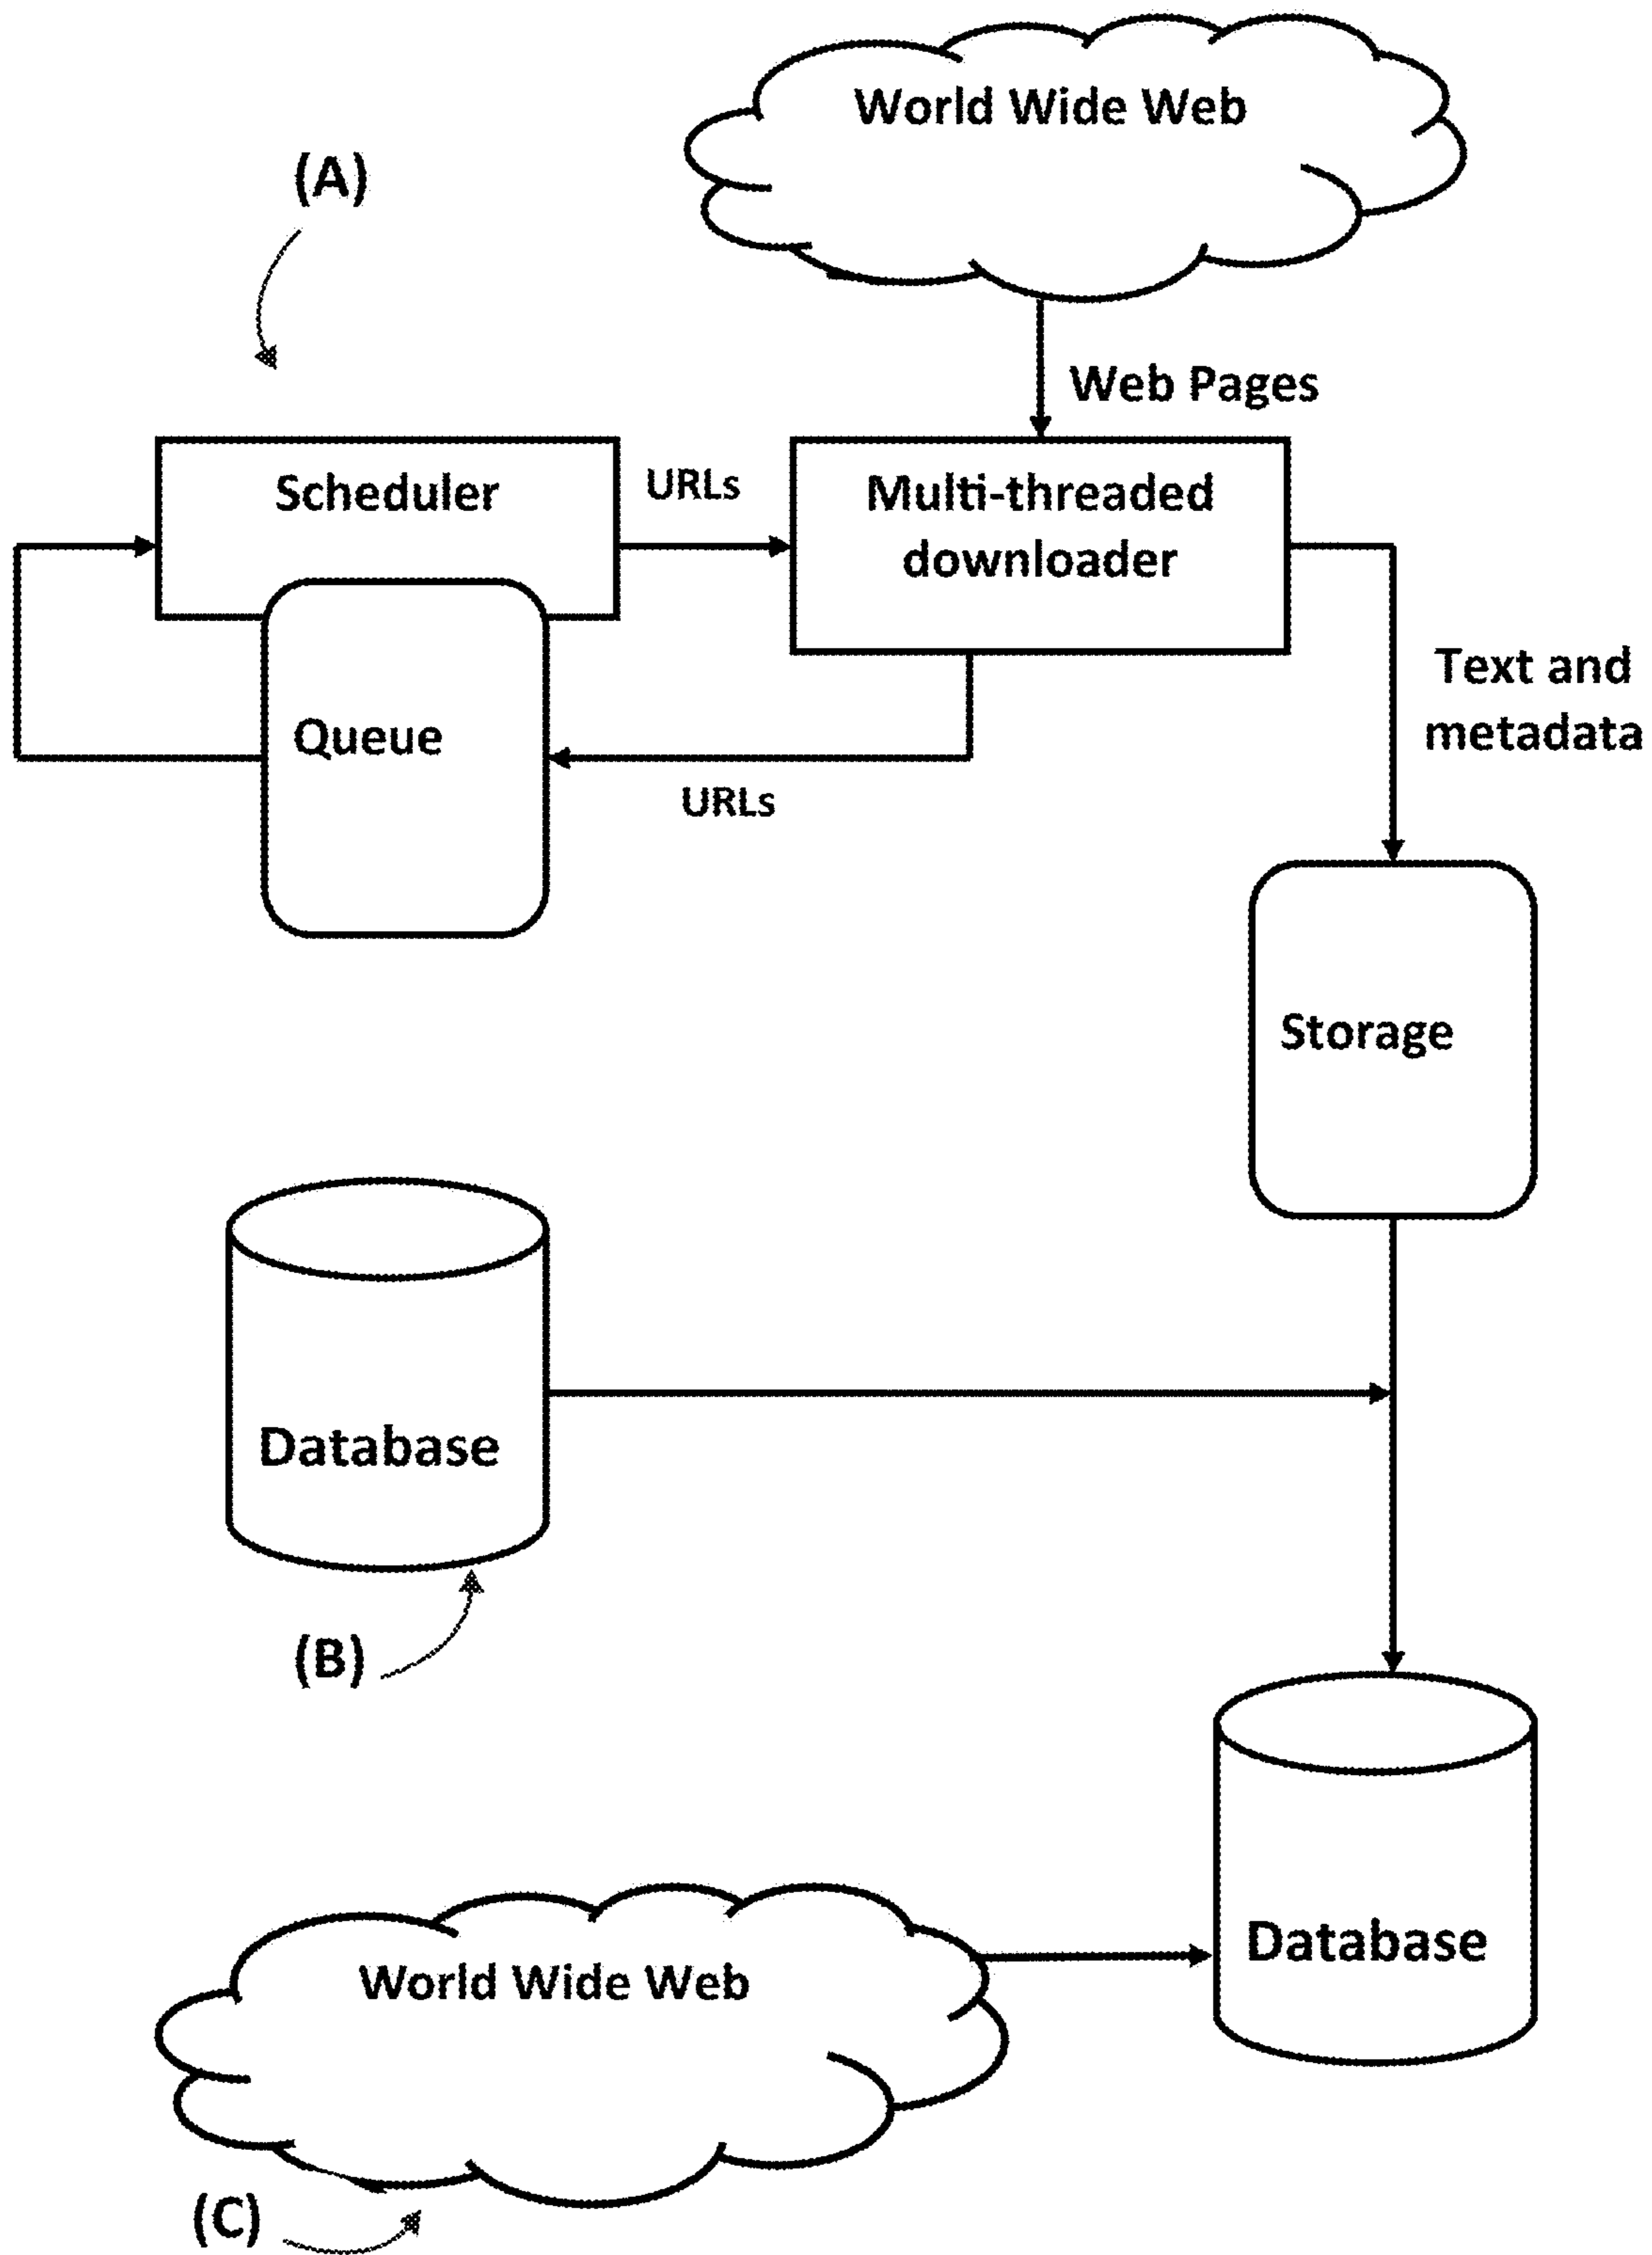 World Wide Web
(A)
Web Pages
Scheduler
URLs
Multi-threaded
downloader
Text and
metadata
Queue
URLs
Storage
Database
(B)
Database
World Wide Web
(C)